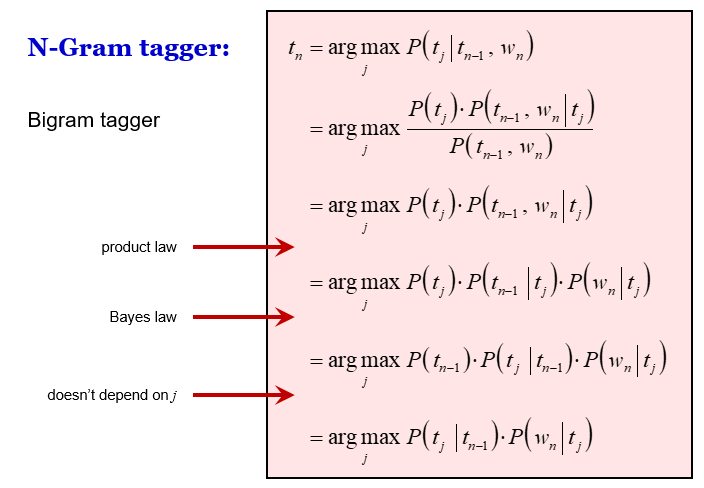 N-Gram tagger:
Bigram tagger
t_n = arg max_j P(t_j | t_{n-1}, w_n)
= arg max_j P(t_j) · P(t_{n-1}, w_n | t_j) / P(t_{n-1}, w_n)
= arg max_j P(t_j) · P(t_{n-1}, w_n | t_j)
product law
= arg max_j P(t_j) · P(t_{n-1} | t_j) · P(w_n | t_j)
Bayes law
= arg max_j P(t_{n-1}) · P(t_j | t_{n-1}) · P(w_n | t_j)
doesn't depend on j
= arg max_j P(t_j | t_{n-1}) · P(w_n | t_j)